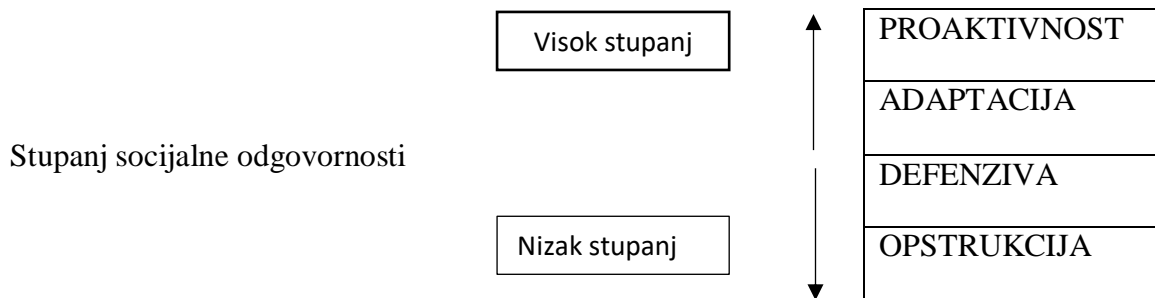 Visok stupanj
PROAKTIVNOST
ADAPTACIJA
Stupanj socijalne odgovornosti
DEFENZIVA
Nizak stupanj
OPSTRUKCIJA